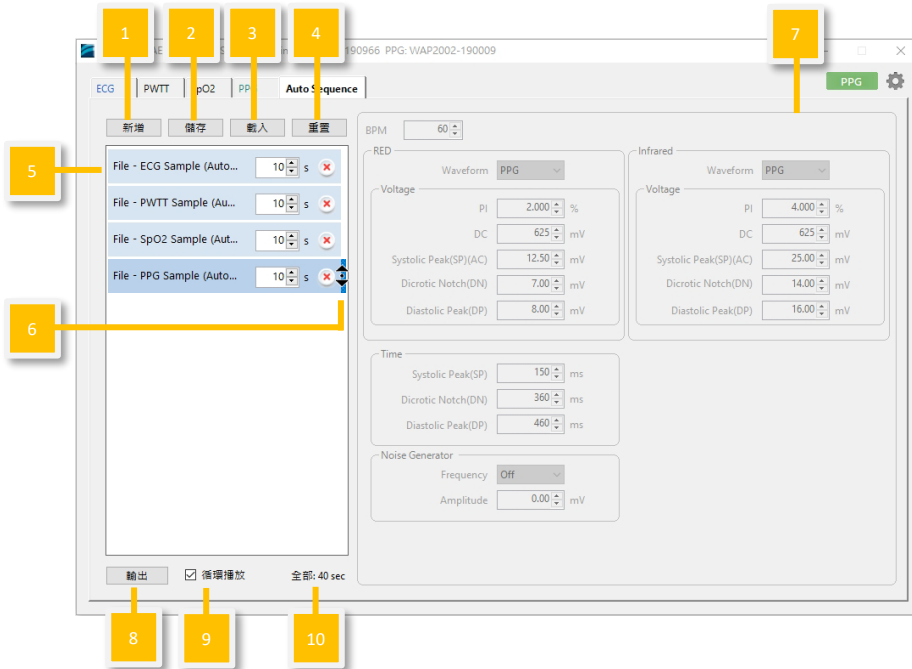 1 2 3 4 7
190966 PPG: WAP2002-190009
ECG PWTT SpO2 PPG Auto Sequence PPG
新增 儲存 載入 重置
5
File - ECG Sample (Auto... 10 s
File - PWTT Sample (Au... 10 s
File - SpO2 Sample (Aut... 10 s
File - PPG Sample (Auto... 10 s
6
BPM 60
RED
Waveform PPG
Voltage
PI 2.000 %
DC 625 mV
Systolic Peak(SP)(AC) 12.50 mV
Dicrotic Notch(DN) 7.00 mV
Diastolic Peak(DP) 8.00 mV
Infrared
Waveform PPG
Voltage
PI 4.000 %
DC 625 mV
Systolic Peak(SP)(AC) 25.00 mV
Dicrotic Notch(DN) 14.00 mV
Diastolic Peak(DP) 16.00 mV
Time
Systolic Peak(SP) 150 ms
Dicrotic Notch(DN) 360 ms
Diastolic Peak(DP) 460 ms
Noise Generator
Frequency Off
Amplitude 0.00 mV
輸出 循環播放 全部: 40 sec
8 9 10